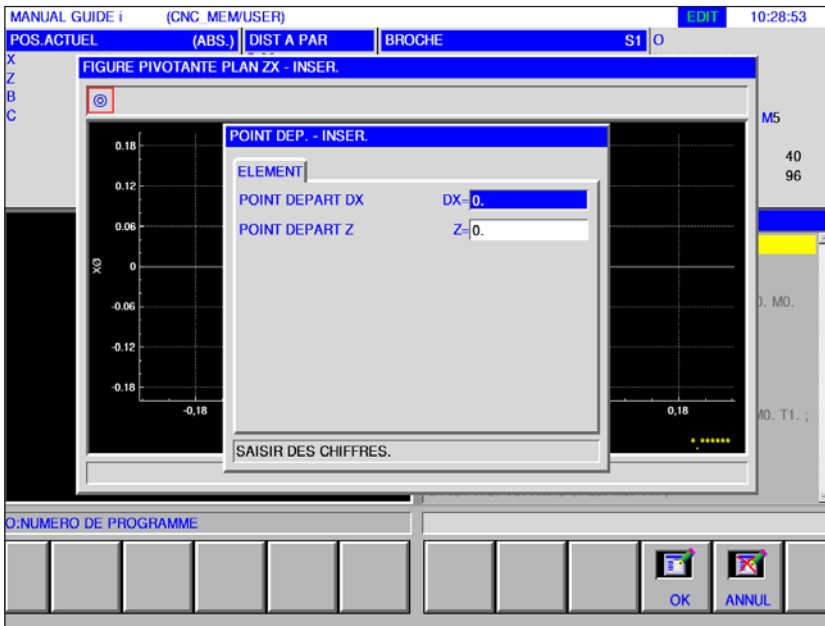 MANUAL GUIDE i (CNC_MEM/USER) EDIT 10:28:53
POS.ACTUEL (ABS.) DIST A PAR BROCHE S1 O
X
Z
B
C
FIGURE PIVOTANTE PLAN ZX - INSER.
M5
40
96
POINT DEP. - INSER.
ELEMENT
POINT DEPART DX DX=0.
POINT DEPART Z Z=0.
SAISIR DES CHIFFRES.
0.18
0.12
0.06
0
-0.06
-0.12
-0.18
XØ
-0,18 0,18
*.******
0. M0.
M0. T1. ;
O:NUMERO DE PROGRAMME
OK ANNUL